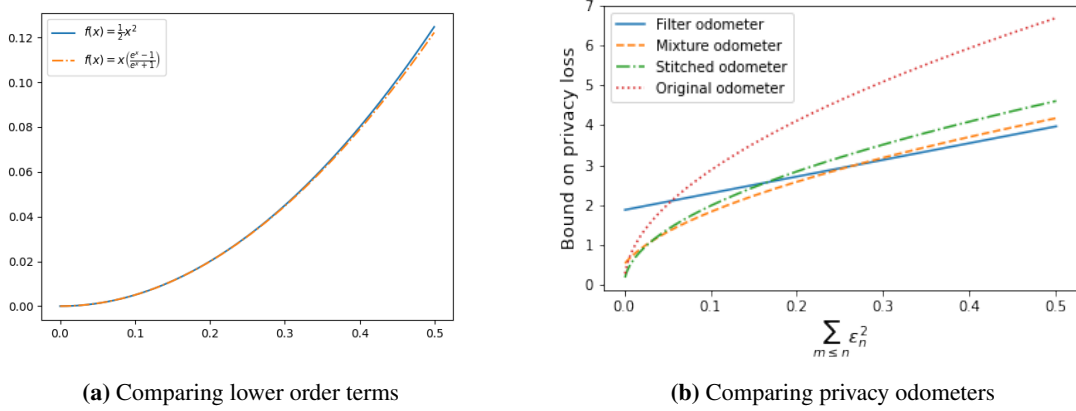 f(x) = ½x²
f(x) = x(eˣ − 1 / eˣ + 1)
0.12
0.10
0.08
0.06
0.04
0.02
0.00
0.0 0.1 0.2 0.3 0.4 0.5
(a) Comparing lower order terms
Filter odometer
Mixture odometer
Stitched odometer
Original odometer
Bound on privacy loss
7
6
5
4
3
2
1
0
0.0 0.1 0.2 0.3 0.4 0.5
∑ εₙ²
m ≤ n
(b) Comparing privacy odometers